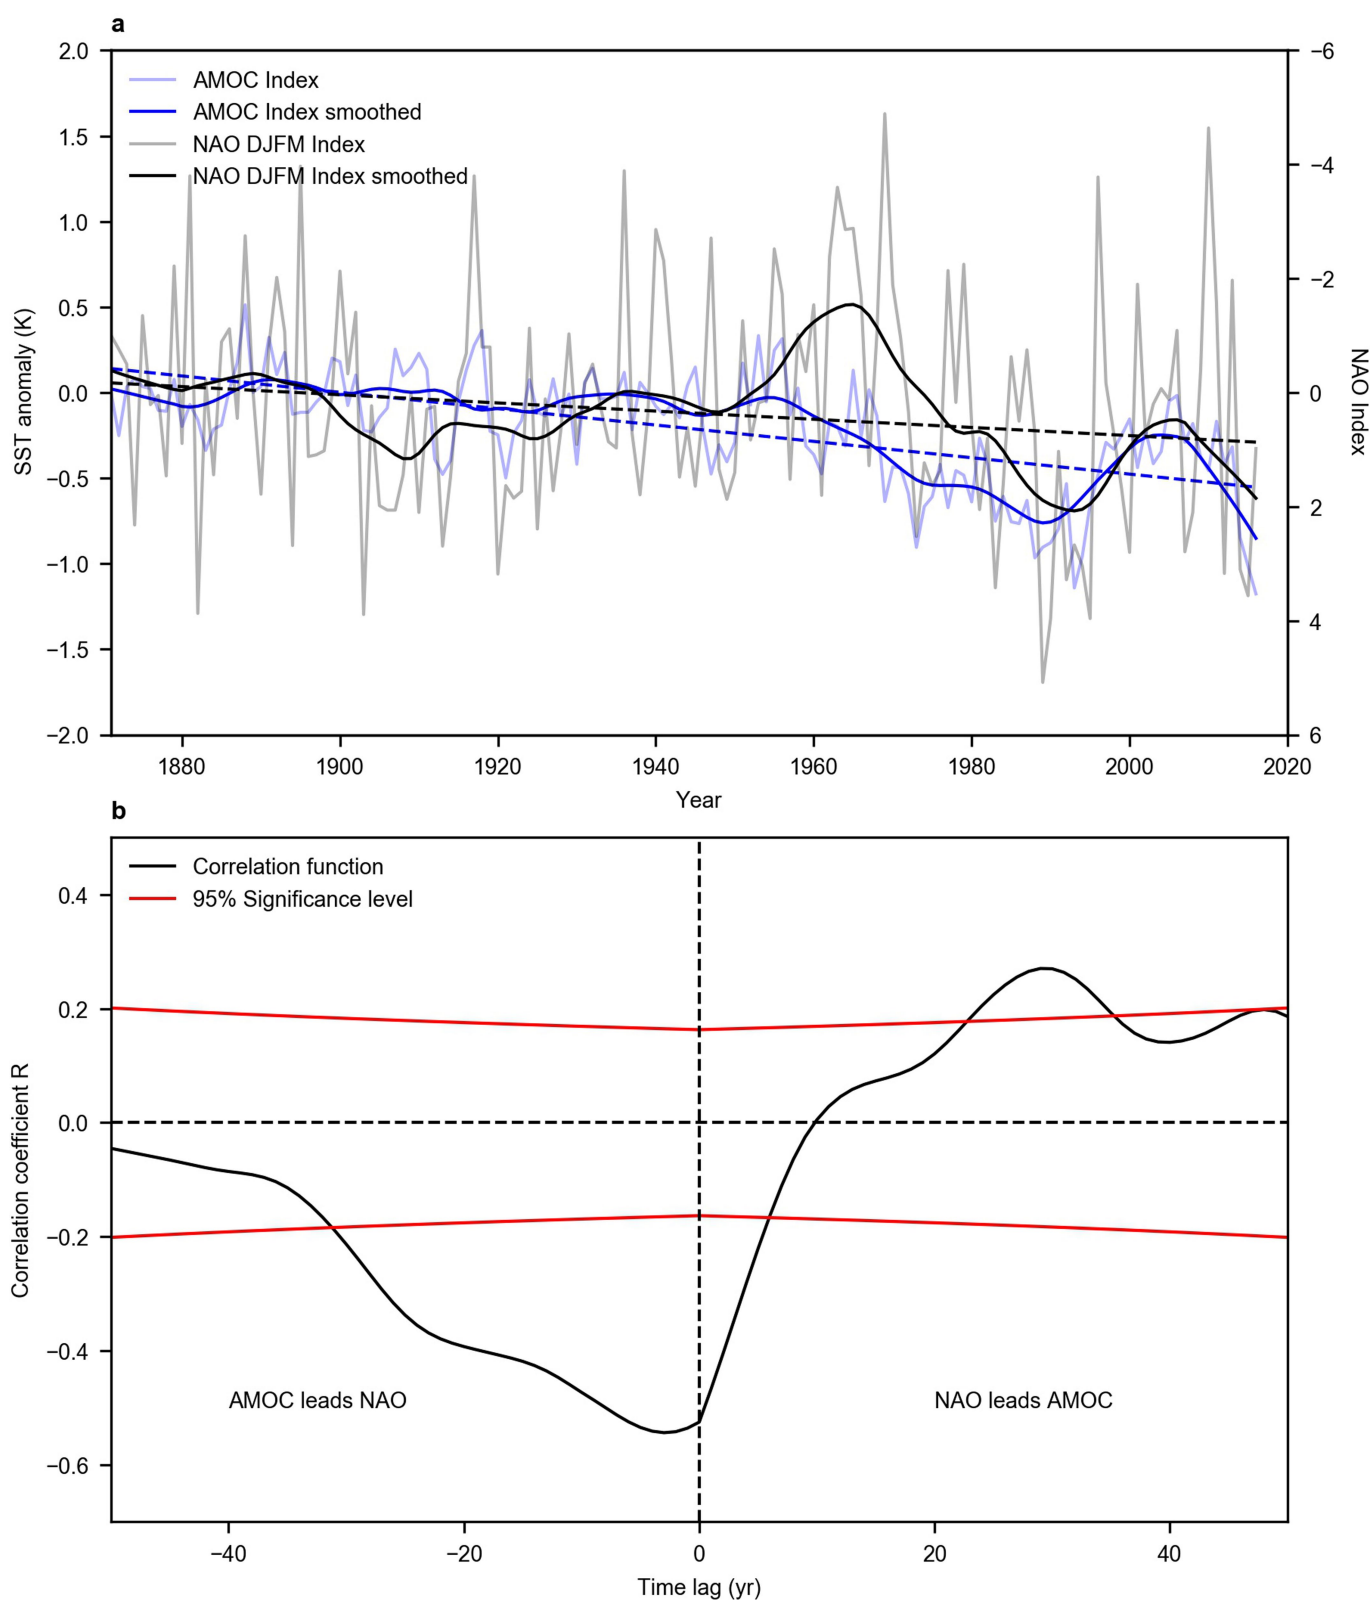 a
2.0
1.5
1.0
0.5
0.0
−0.5
−1.0
−1.5
−2.0
SST anomaly (K)
AMOC Index
AMOC Index smoothed
NAO DJFM Index
NAO DJFM Index smoothed
−6
−4
−2
0
2
4
6
NAO Index
1880 1900 1920 1940 1960 1980 2000 2020
Year
b
0.4
0.2
0.0
−0.2
−0.4
−0.6
Correlation coefficient R
Correlation function
95% Significance level
AMOC leads NAO
NAO leads AMOC
−40 −20 0 20 40
Time lag (yr)